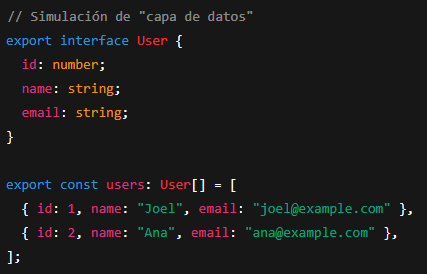 // Simulación de "capa de datos"
export interface User {
  id: number;
  name: string;
  email: string;
}

export const users: User[] = [
  { id: 1, name: "Joel", email: "joel@example.com" },
  { id: 2, name: "Ana", email: "ana@example.com" },
];